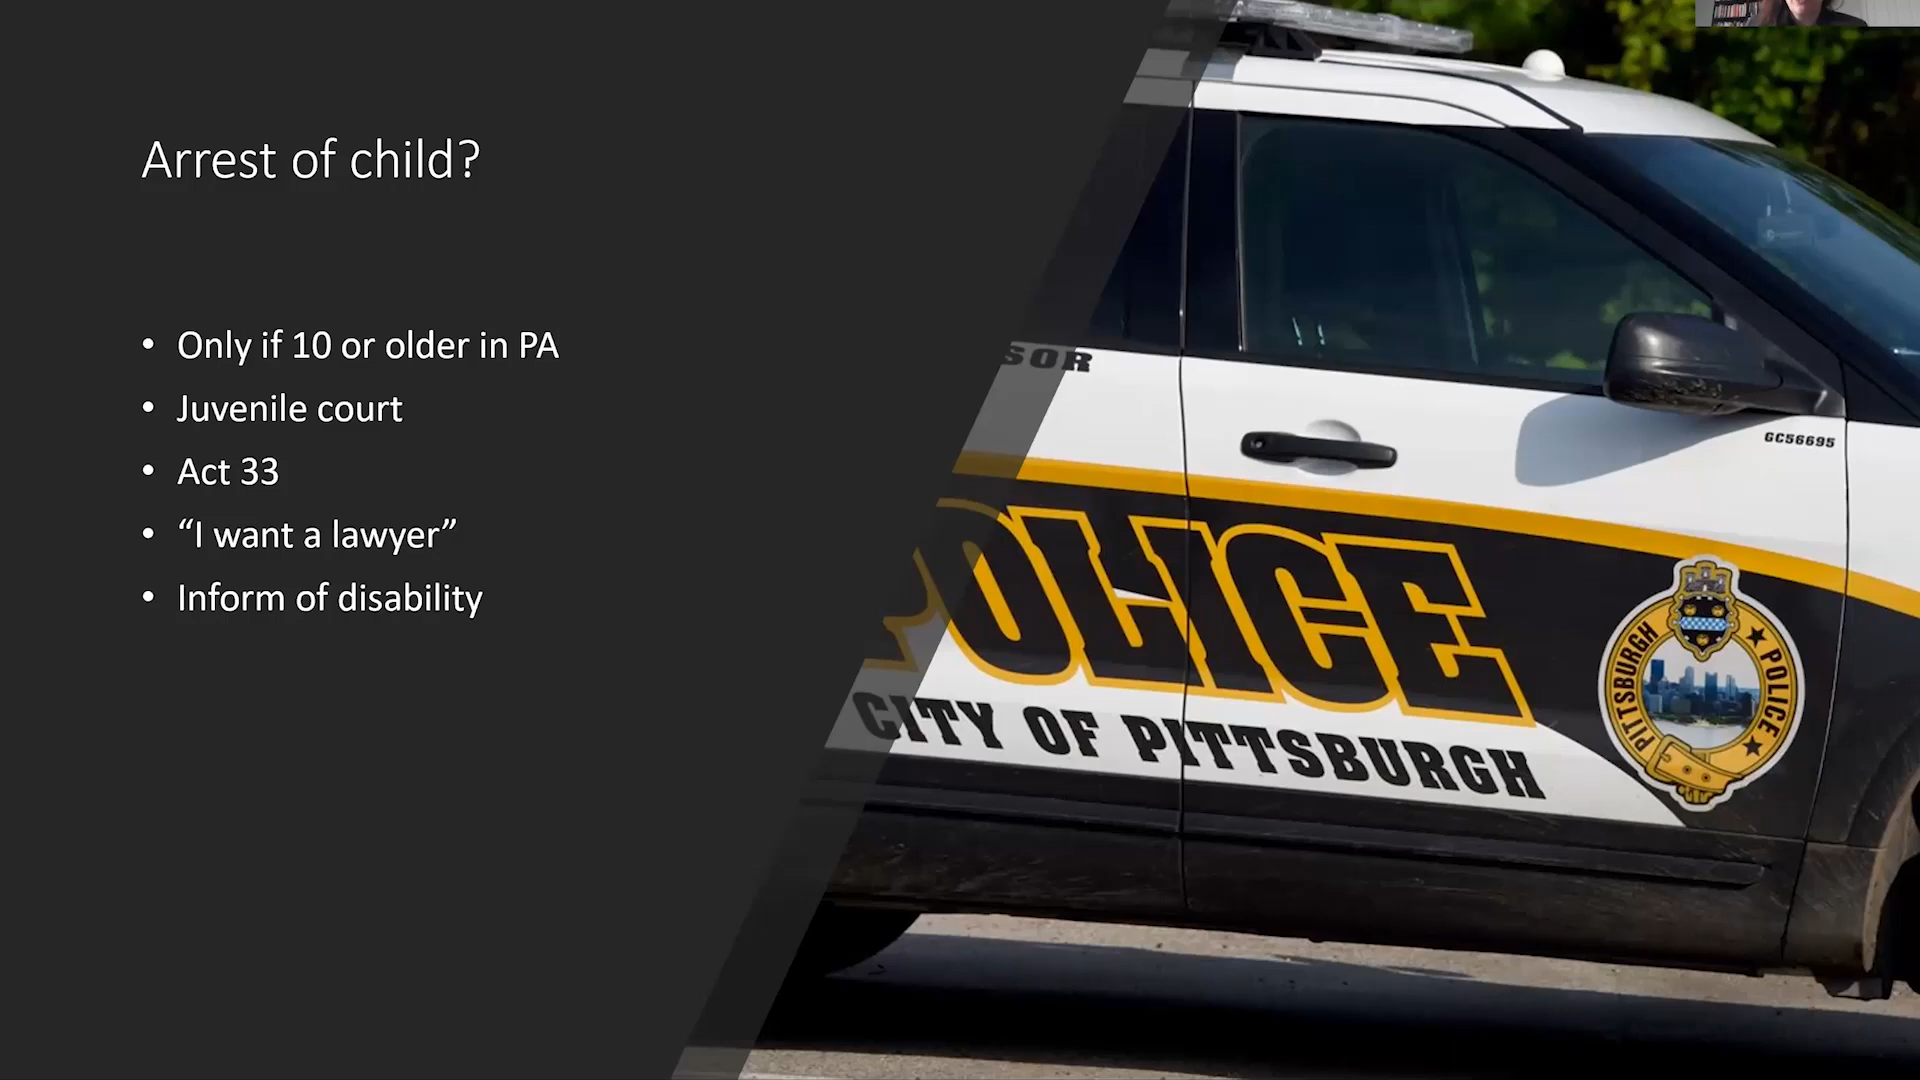 Arrest of child?
• Only if 10 or older in PA
• Juvenile court
• Act 33
• “I want a lawyer”
• Inform of disability
SOR
GC56695
POLICE
CITY OF PITTSBURGH
PITTSBURGH POLICE